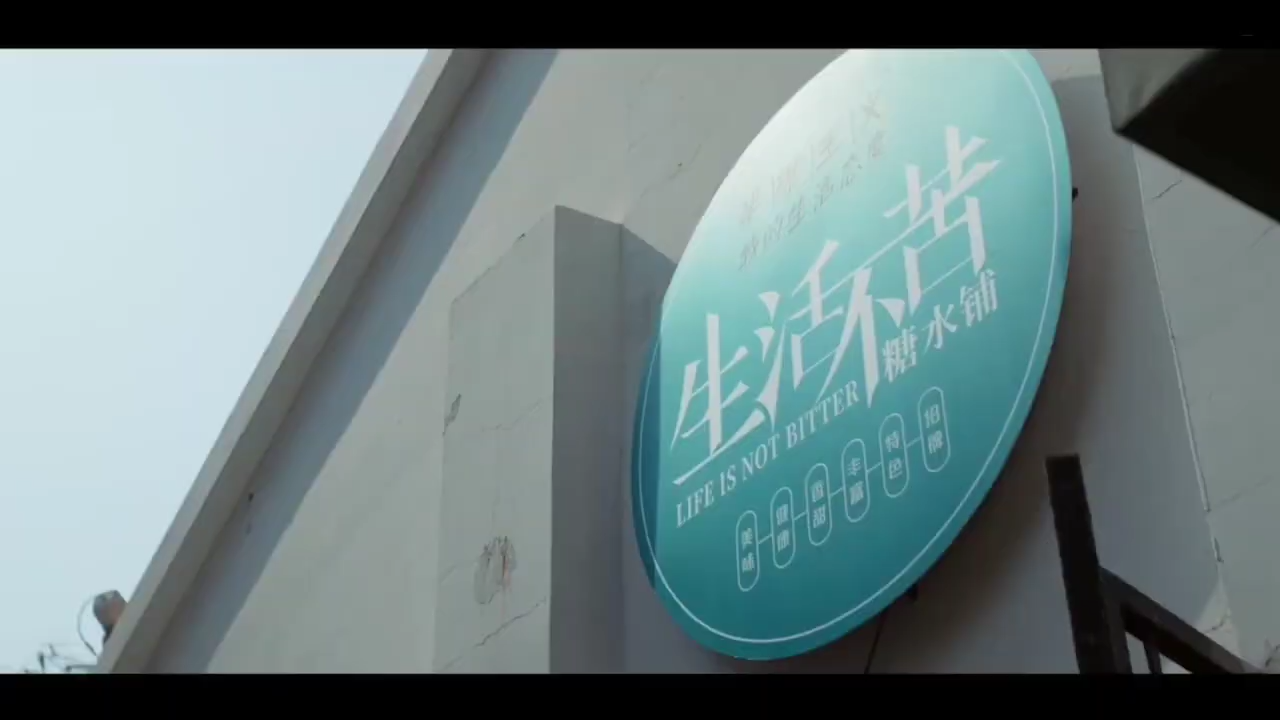 生活不苦
糖水铺
LIFE IS NOT BITTER
美味 健康 香甜 丰富 特色 招牌